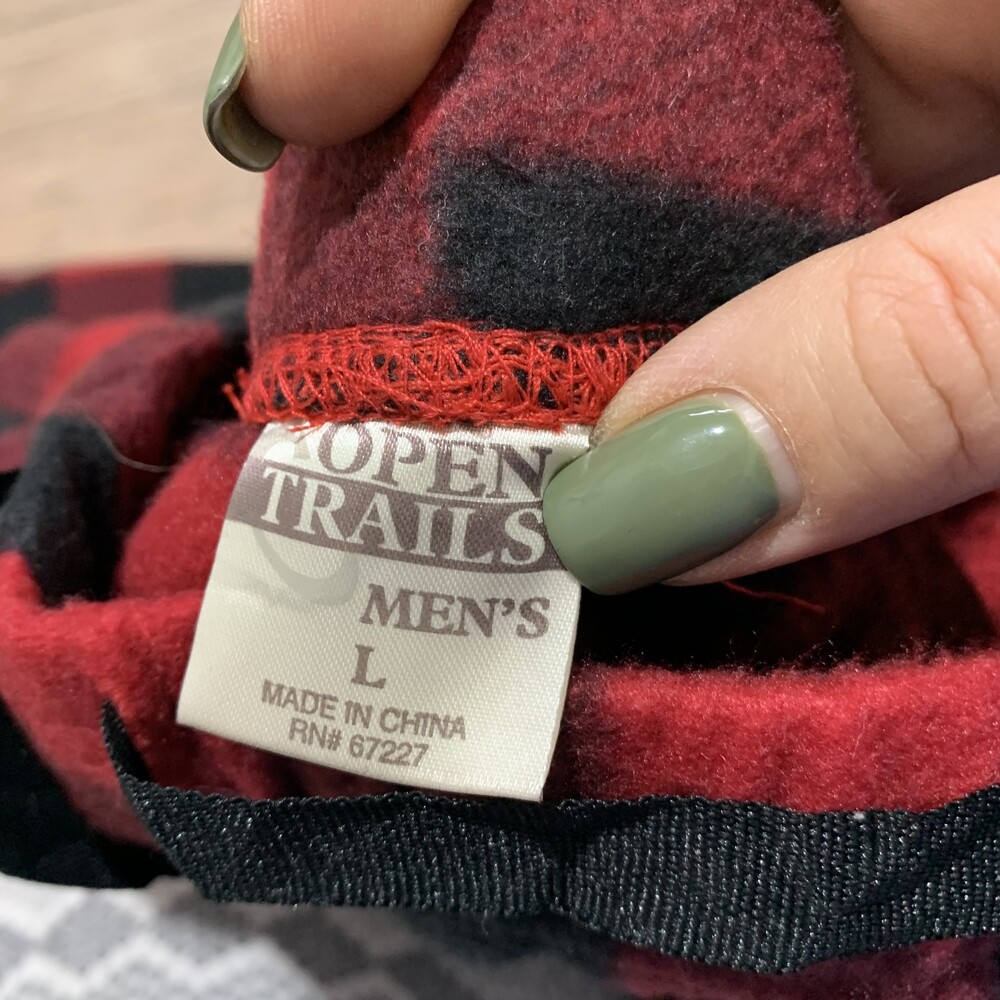 OPEN
TRAILS
MEN'S
L
MADE IN CHINA
RN# 67227